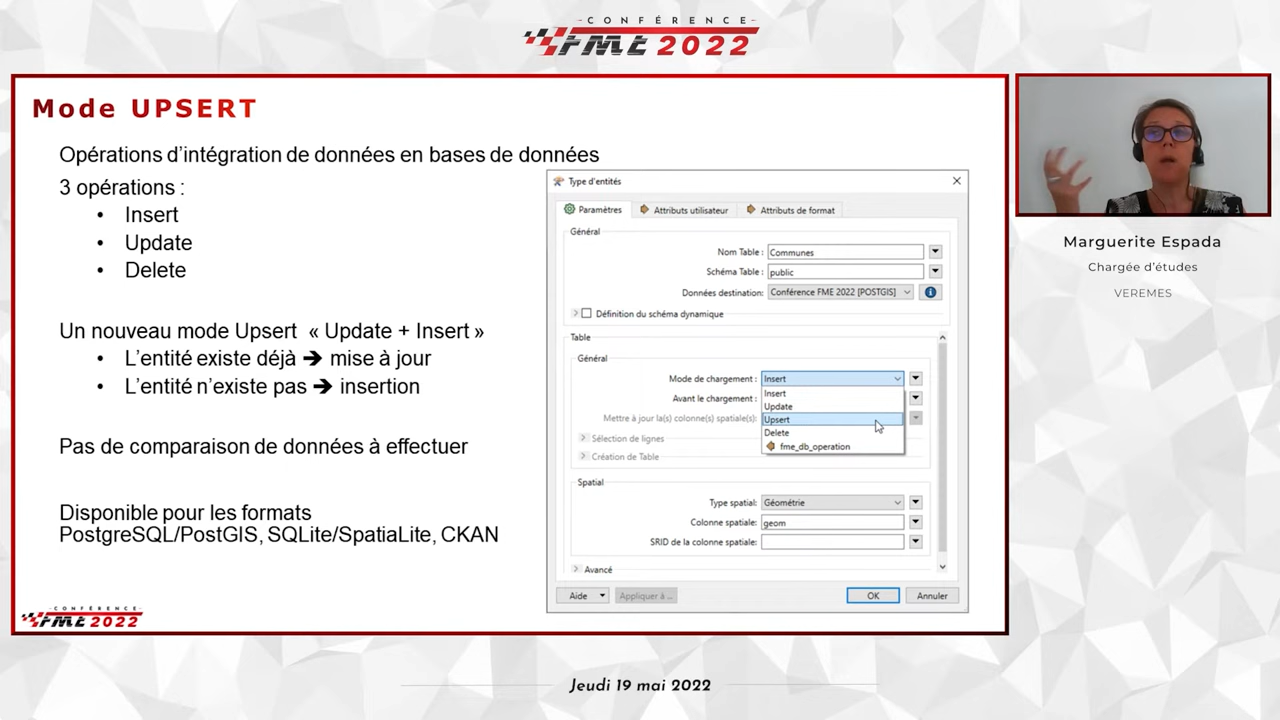 CONFÉRENCE
FME 2022
Mode UPSERT
Opérations d'intégration de données en bases de données
3 opérations :
• Insert
• Update
• Delete
Un nouveau mode Upsert « Update + Insert »
• L'entité existe déjà ➔ mise à jour
• L'entité n'existe pas ➔ insertion
Pas de comparaison de données à effectuer
Disponible pour les formats
PostgreSQL/PostGIS, SQLite/SpatiaLite, CKAN
Type d'entités
Paramètres
Attributs utilisateur
Attributs de format
Général
Nom Table : Communes
Schéma Table : public
Données destination: Conférence FME 2022 [POSTGIS]
Définition du schéma dynamique
Table
Général
Mode de chargement : Insert
Insert
Avant le chargement :
Update
Mettre à jour la(s) colonne(s) spatiale(s):
Upsert
Delete
Sélection de lignes
fme_db_operation
Création de Table
Spatial
Type spatial: Géométrie
Colonne spatiale: geom
SRID de la colonne spatiale:
Avancé
Aide
Appliquer à ...
OK
Annuler
CONFÉRENCE
FME 2022
Marguerite Espada
Chargée d'études
VEREMES
Jeudi 19 mai 2022